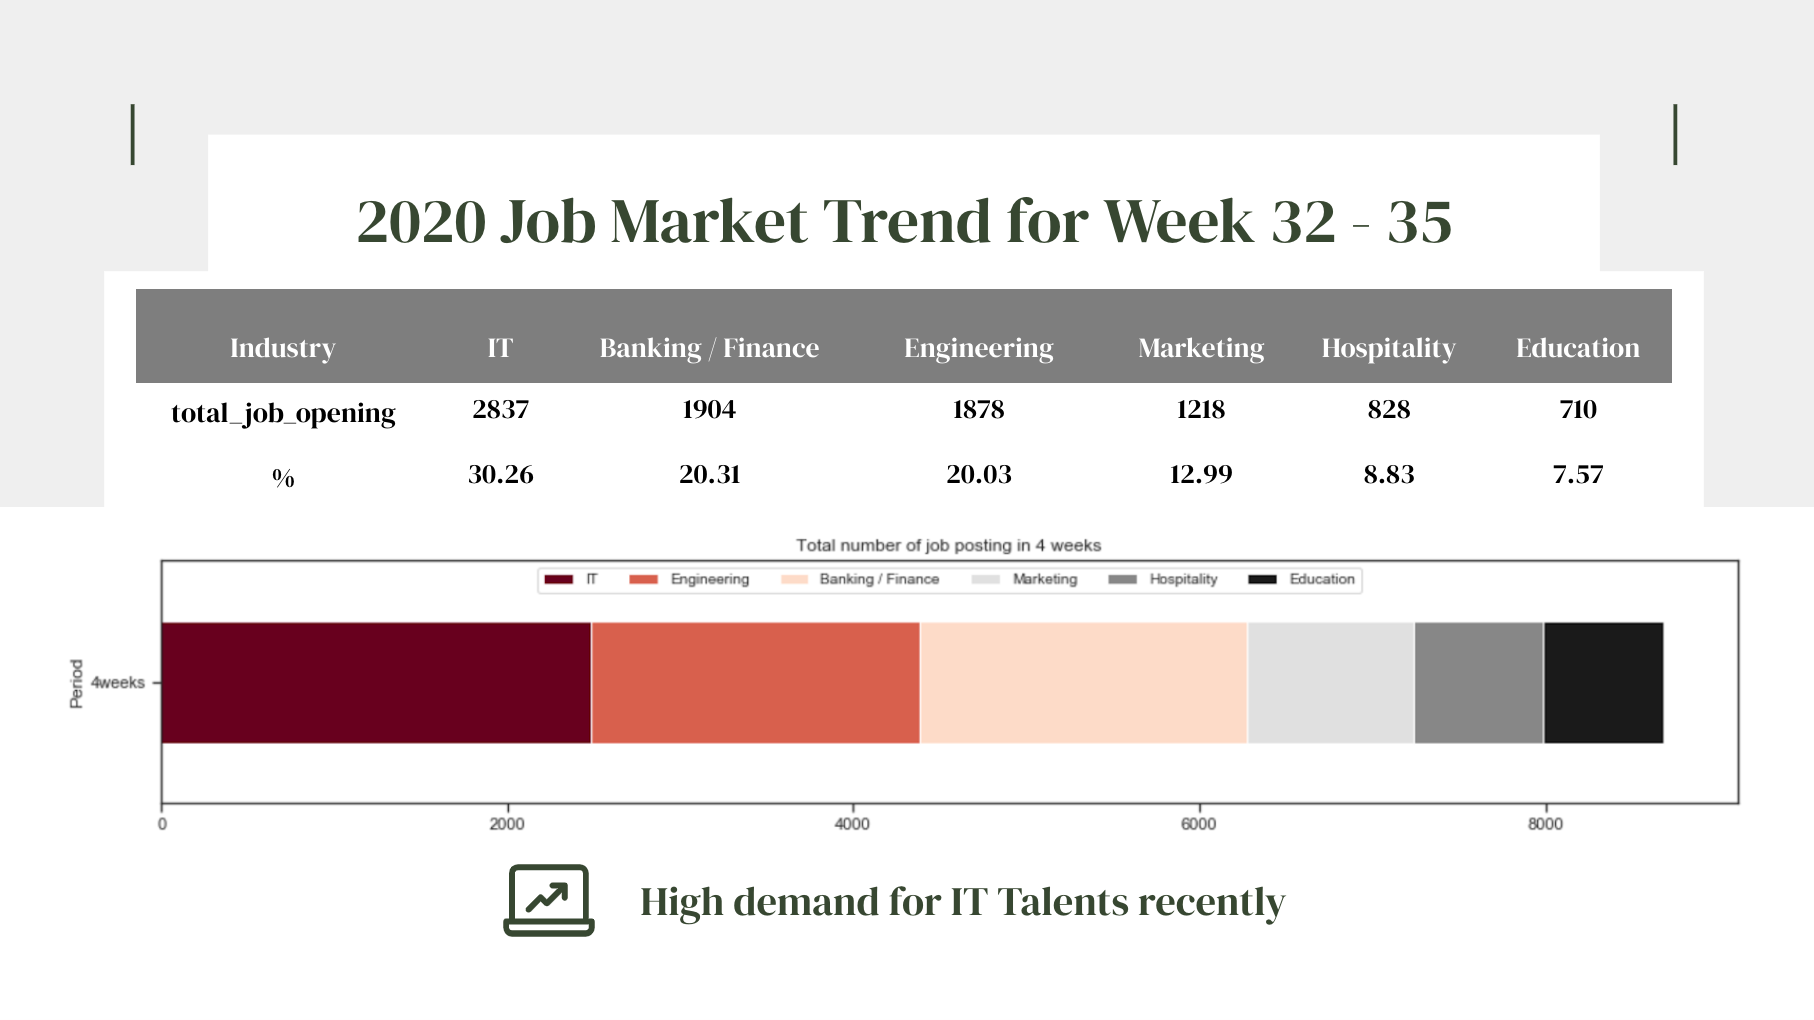 2020 Job Market Trend for Week 32 - 35
Industry IT Banking / Finance Engineering Marketing Hospitality Education
total_job_opening 2837 1904 1878 1218 828 710
% 30.26 20.31 20.03 12.99 8.83 7.57
Total number of job posting in 4 weeks
IT Engineering Banking / Finance Marketing Hospitality Education
Period
4weeks
0 2000 4000 6000 8000
High demand for IT Talents recently